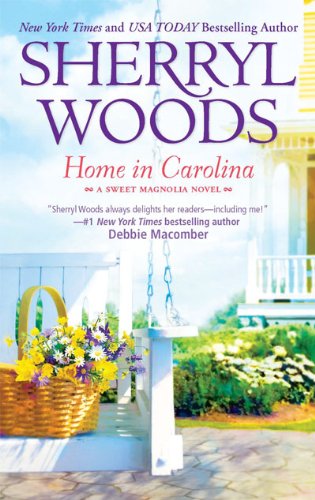 New York Times and USA TODAY Bestselling Author
SHERRYL
WOODS
Home in Carolina
A SWEET MAGNOLIA NOVEL
"Sherryl Woods always delights her readers—including me!"
—#1 New York Times bestselling author
Debbie Macomber